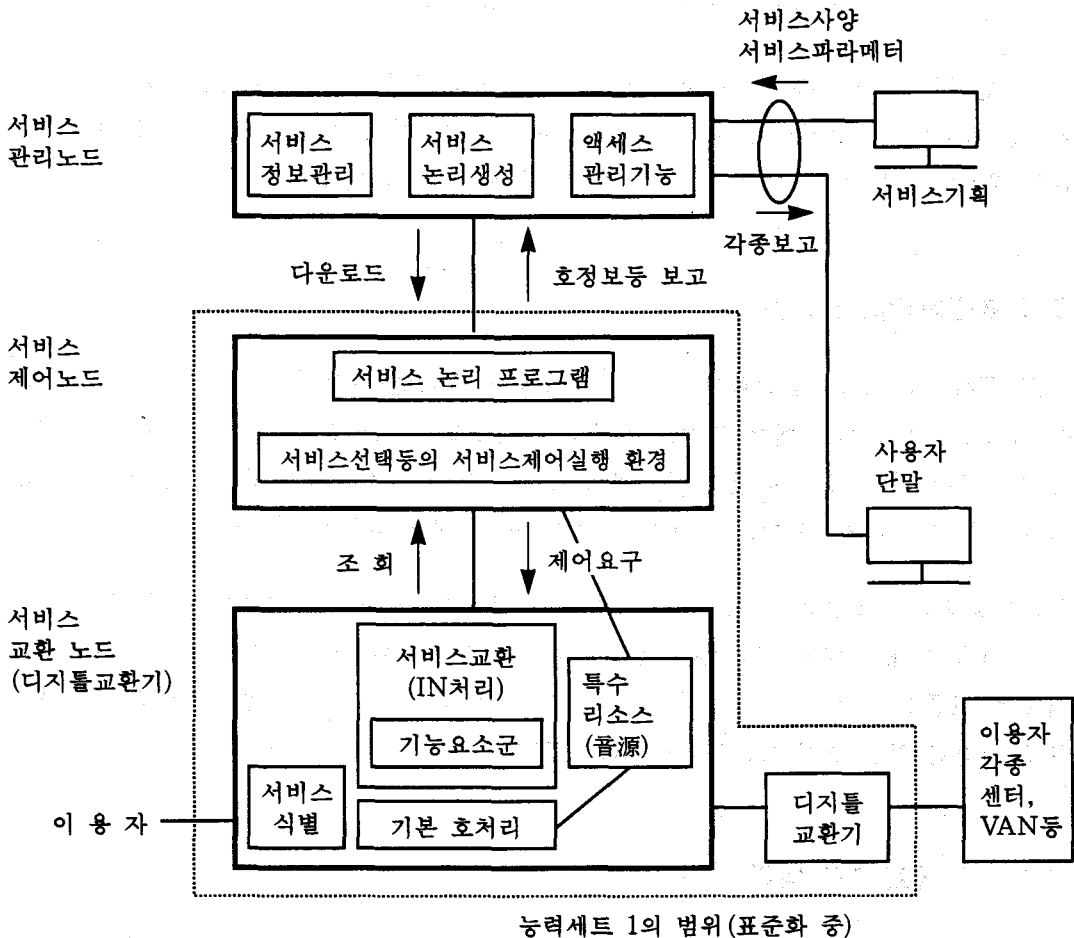 서비스사양
서비스파라메터
서비스
관리노드
서비스
정보관리
서비스
논리생성
액세스
관리기능
서비스기획
각종보고
다운로드
호정보등 보고
서비스
제어노드
서비스 논리 프로그램
서비스선택등의 서비스제어실행 환경
사용자
단말
조 회
제어요구
서비스
교환 노드
(디지틀교환기)
서비스교환
(IN처리)
기능요소군
특수
리소스
(音源)
서비스
식별
기본 호처리
이 용 자
디지틀
교환기
이용자
각종
센터,
VAN등
능력세트 1의 범위(표준화 중)